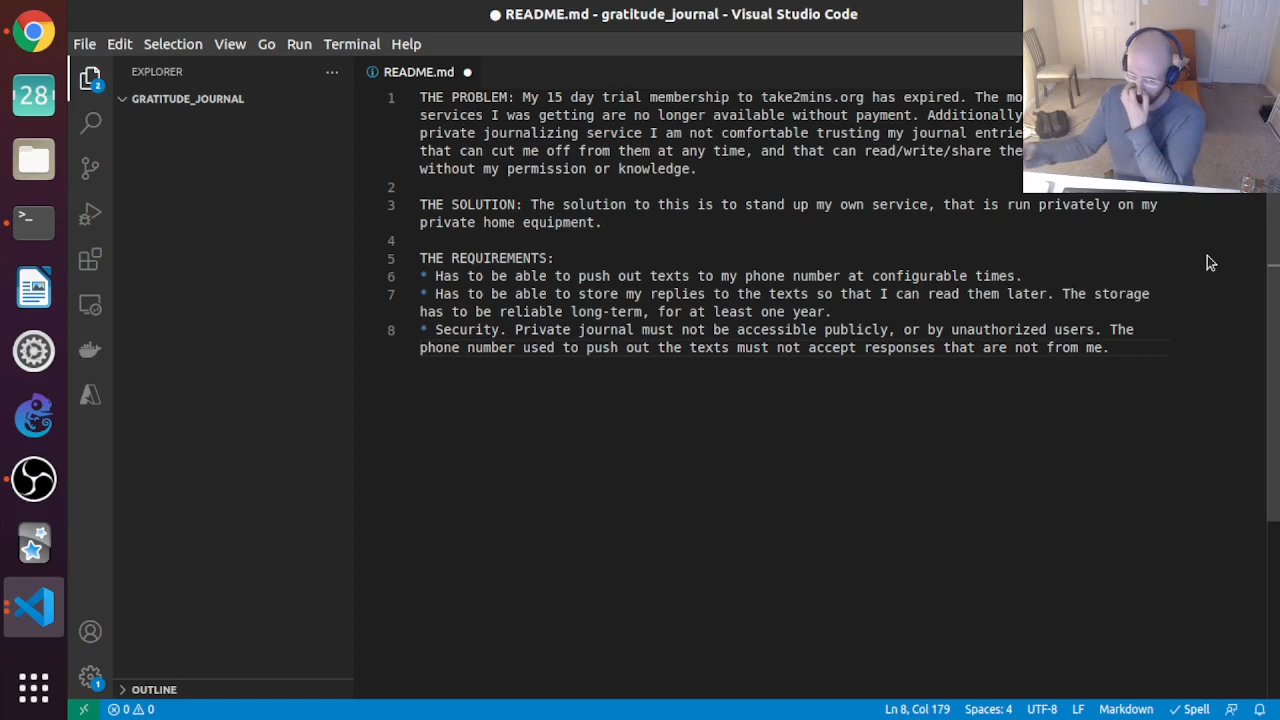 README.md - gratitude_journal - Visual Studio Code
File Edit Selection View Go Run Terminal Help
EXPLORER
README.md
GRATITUDE_JOURNAL
28
2
1 THE PROBLEM: My 15 day trial membership to take2mins.org has expired. The mo
services I was getting are no longer available without payment. Additionally
private journalizing service I am not comfortable trusting my journal entrie
that can cut me off from them at any time, and that can read/write/share the
without my permission or knowledge.
2
3 THE SOLUTION: The solution to this is to stand up my own service, that is run privately on my
private home equipment.
4
5 THE REQUIREMENTS:
6 * Has to be able to push out texts to my phone number at configurable times.
7 * Has to be able to store my replies to the texts so that I can read them later. The storage
has to be reliable long-term, for at least one year.
8 * Security. Private journal must not be accessible publicly, or by unauthorized users. The
phone number used to push out the texts must not accept responses that are not from me.
1
OUTLINE
0 0 Ln 8, Col 179 Spaces: 4 UTF-8 LF Markdown Spell